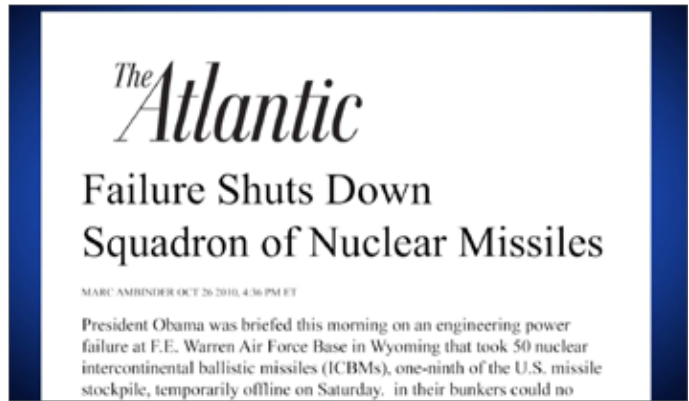 The Atlantic
Failure Shuts Down
Squadron of Nuclear Missiles
MARC AMBINDER OCT 26 2010, 4:36 PM ET
President Obama was briefed this morning on an engineering power
failure at F.E. Warren Air Force Base in Wyoming that took 50 nuclear
intercontinental ballistic missiles (ICBMs), one-ninth of the U.S. missile
stockpile, temporarily offline on Saturday. in their bunkers could no